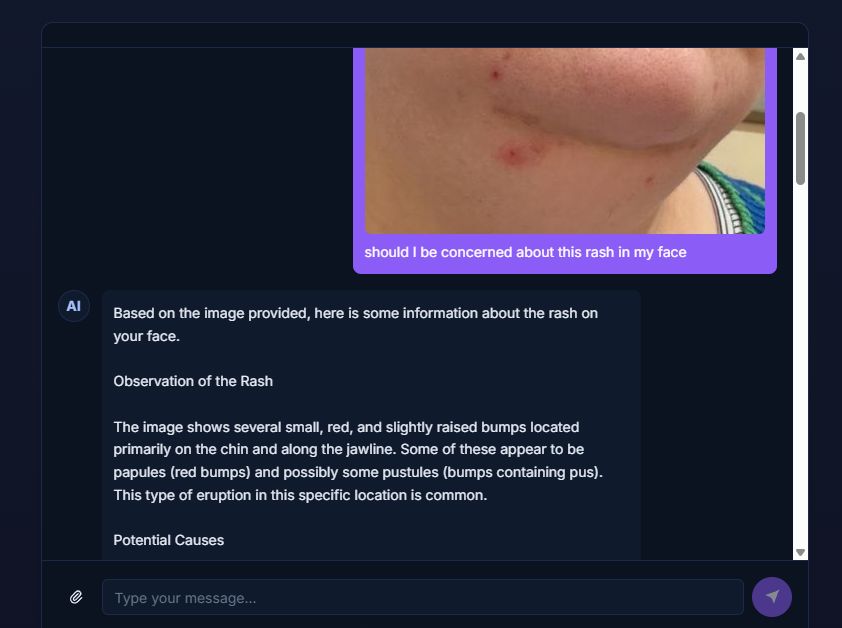 should I be concerned about this rash in my face
AI
Based on the image provided, here is some information about the rash on
your face.
Observation of the Rash
The image shows several small, red, and slightly raised bumps located
primarily on the chin and along the jawline. Some of these appear to be
papules (red bumps) and possibly some pustules (bumps containing pus).
This type of eruption in this specific location is common.
Potential Causes
Type your message...